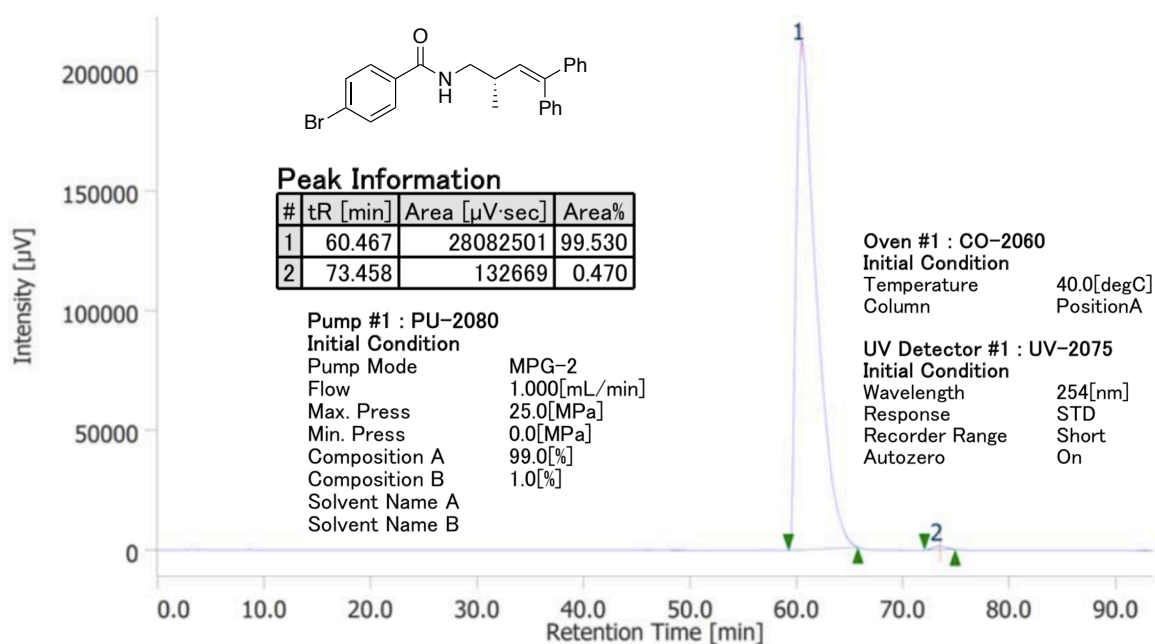 O
N
H
Br
Ph
Ph
Peak Information
# tR [min] Area [µV·sec] Area%
1 60.467 28082501 99.530
2 73.458 132669 0.470
Pump #1 : PU-2080
Initial Condition
Pump Mode MPG-2
Flow 1.000[mL/min]
Max. Press 25.0[MPa]
Min. Press 0.0[MPa]
Composition A 99.0[%]
Composition B 1.0[%]
Solvent Name A
Solvent Name B
Oven #1 : CO-2060
Initial Condition
Temperature 40.0[degC]
Column PositionA
UV Detector #1 : UV-2075
Initial Condition
Wavelength 254[nm]
Response STD
Recorder Range Short
Autozero On
1
2
Intensity [µV]
200000
150000
100000
50000
0
0.0 10.0 20.0 30.0 40.0 50.0 60.0 70.0 80.0 90.0
Retention Time [min]